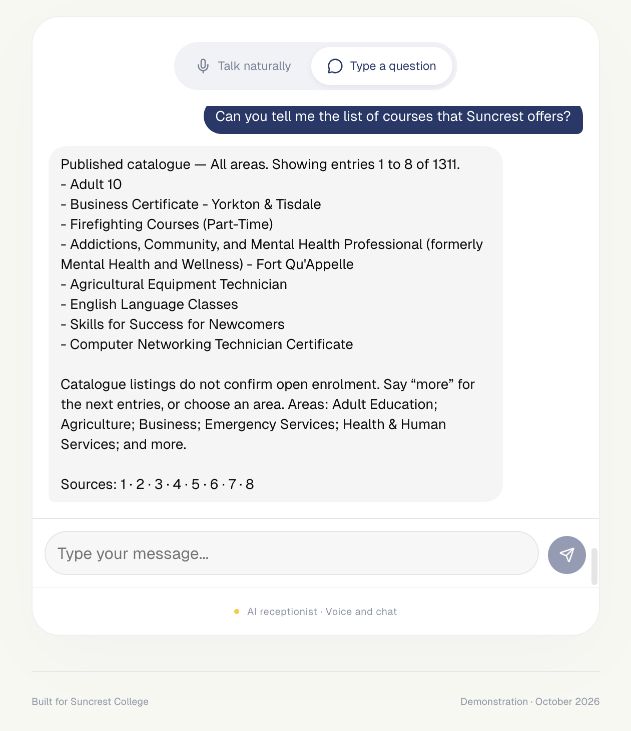 Talk naturally
Type a question
Can you tell me the list of courses that Suncrest offers?
Published catalogue — All areas. Showing entries 1 to 8 of 1311.
- Adult 10
- Business Certificate - Yorkton & Tisdale
- Firefighting Courses (Part-Time)
- Addictions, Community, and Mental Health Professional (formerly
Mental Health and Wellness) - Fort Qu'Appelle
- Agricultural Equipment Technician
- English Language Classes
- Skills for Success for Newcomers
- Computer Networking Technician Certificate
Catalogue listings do not confirm open enrolment. Say “more” for
the next entries, or choose an area. Areas: Adult Education;
Agriculture; Business; Emergency Services; Health & Human
Services; and more.
Sources: 1 · 2 · 3 · 4 · 5 · 6 · 7 · 8
Type your message...
AI receptionist · Voice and chat
Built for Suncrest College
Demonstration · October 2026